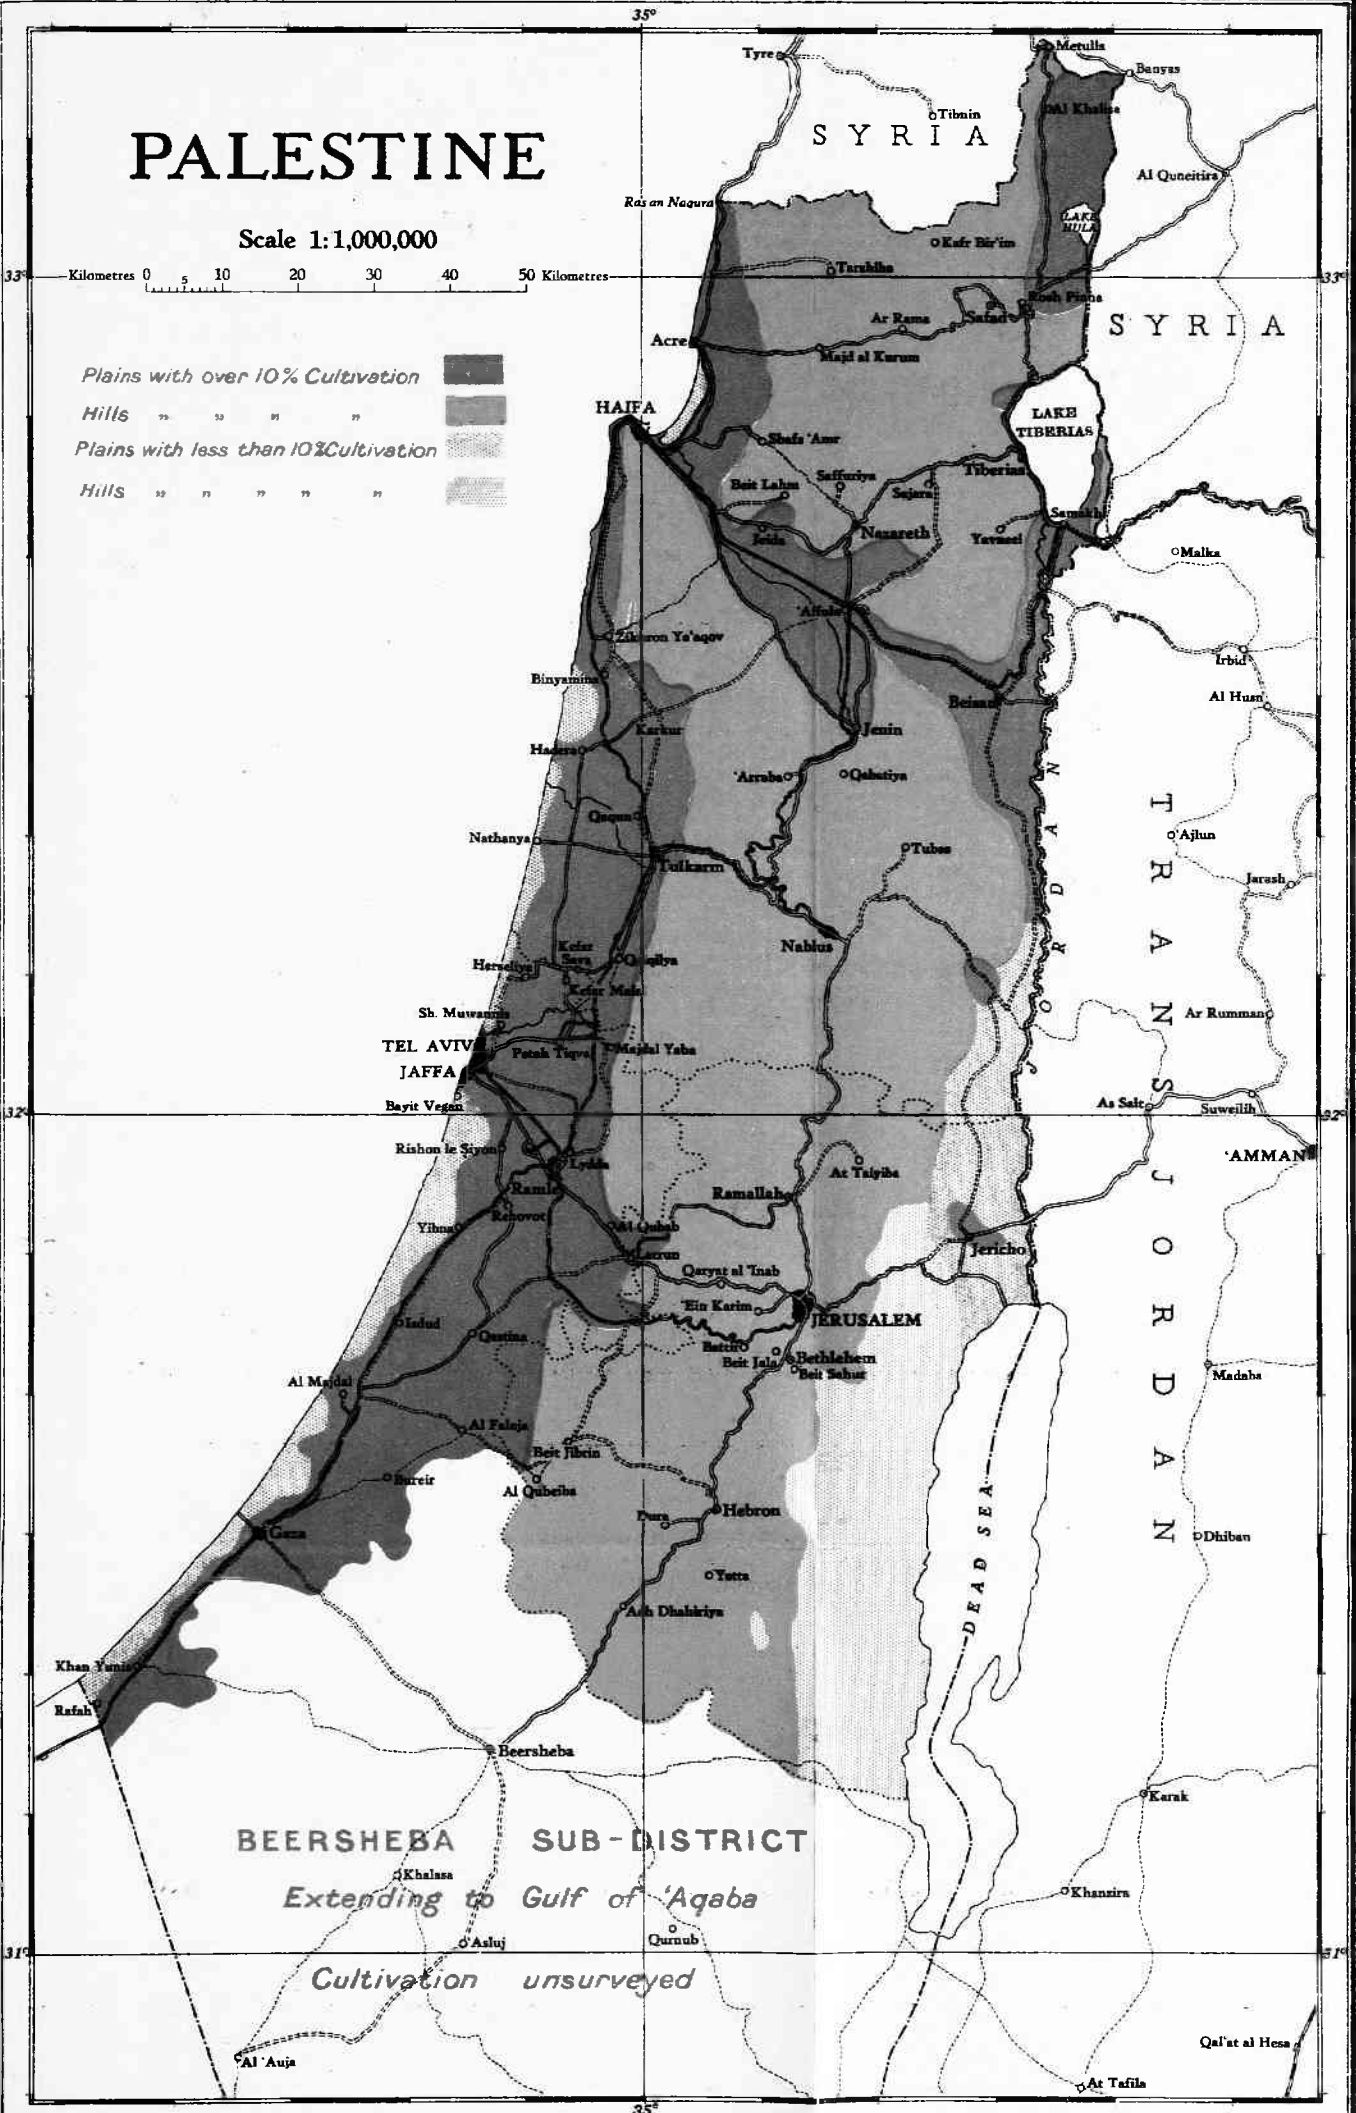 35°
PALESTINE
Scale 1:1,000,000
Kilometres 0 5 10 20 30 40 50 Kilometres
Plains with over 10% Cultivation
Hills " " " "
Plains with less than 10% Cultivation
Hills " " " " "
Tyre
Tibnin
SYRIA
Metulla
Banyas
Al Khalisa
Al Quneitira
LAKE HULA
Ras an Naqura
Kafr Bir'im
Tarshiha
33°
Rosh Pinna
Safad
SYRIA
Ar Rama
Majd al Kurum
Acre
HAIFA
LAKE
TIBERIAS
Shafa 'Amr
Tiberias
Beit Lahm
Saffuriya
Sejara
Samakh
Jeida
Nazareth
Yavneel
Malka
'Affula
Zikhron Ya'aqov
Irbid
Binyamina
Beisan
Al Husn
Karkur
Jenin
Hadera
'Arraba
Qabatiya
Qaqun
Nathanya
Tulkarm
Tubas
'Ajlun
Jarash
Nablus
JORDAN
TRANSJORDAN
Kefar
Sava
Herseliya
Qalqilya
Kefar Malal
Sh. Muwannis
Ar Rumman
TEL AVIV
Petah Tiqva
Majdal Yaba
JAFFA
Bayit Vegan
32°
32°
As Salt
Suweilih
Rishon le Siyon
Lydda
'AMMAN
At Taiyiba
Ramle
Ramallah
Rehovot
Yibna
Al Qubab
Latrun
Jericho
Qaryat al 'Inab
'Ein Karim
JERUSALEM
Isdud
Qastina
Battir
Beit Jala
Bethlehem
Beit Sahur
Madaba
Al Majdal
Al Faluja
Beit Jibrin
Bureir
Al Qubeiba
Hebron
Dura
Gaza
DEAD SEA
Dhiban
Yatta
Adh Dhahiriya
Khan Yunis
Rafah
Beersheba
Karak
BEERSHEBA SUB-DISTRICT
Khalasa
Extending to Gulf of 'Aqaba
Khanzira
'Asluj
Qurnub
31°
31°
Cultivation unsurveyed
Al 'Auja
Qal'at al Hesa
At Tafila
35°